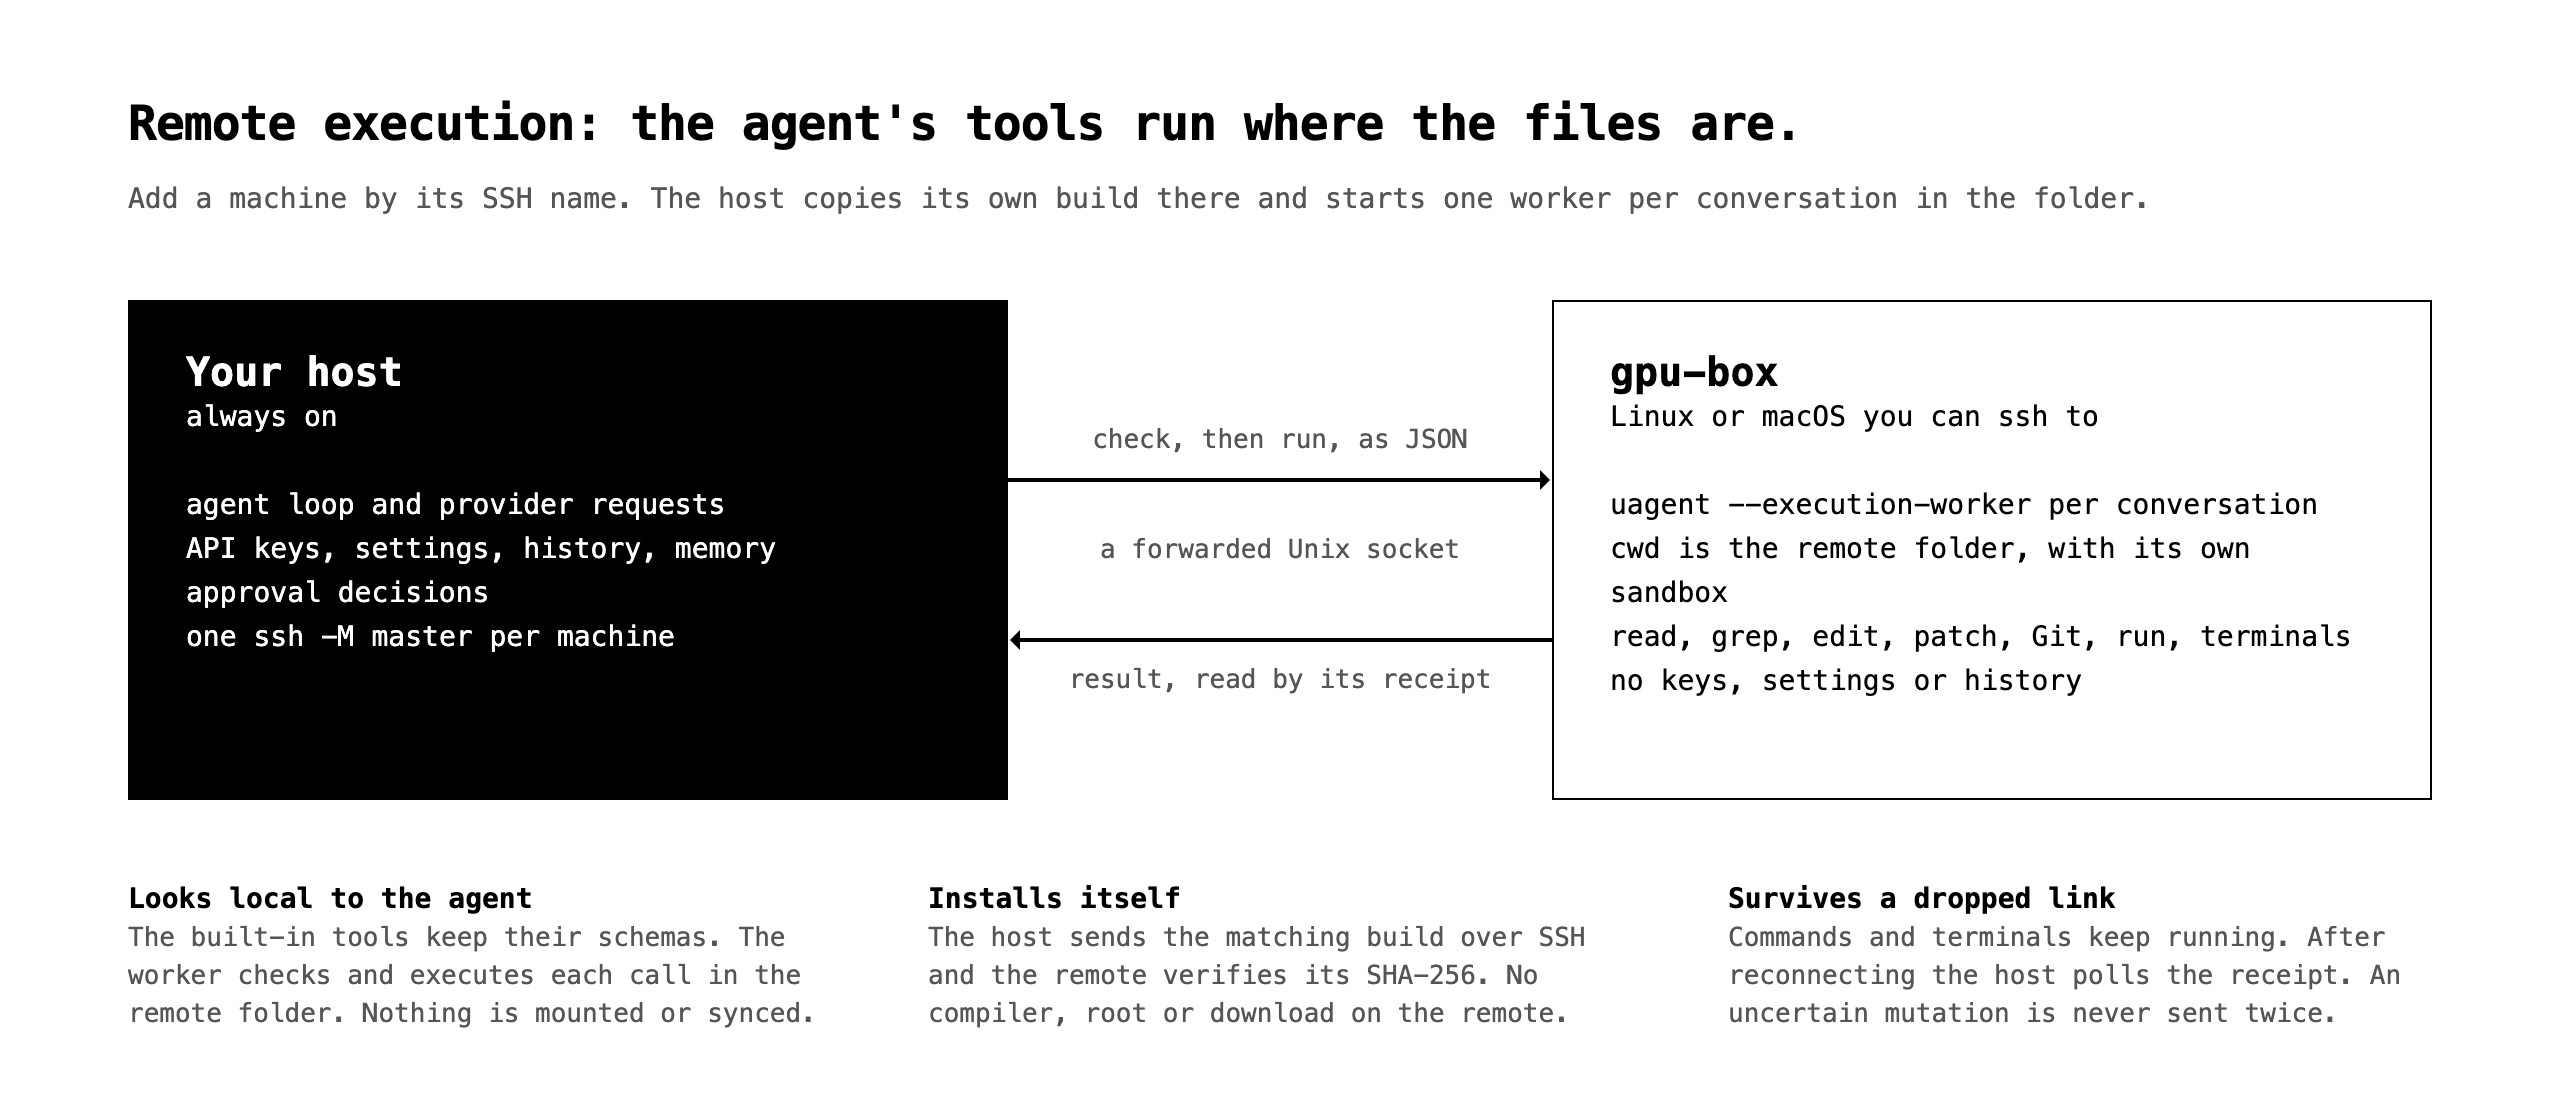 Remote execution: the agent's tools run where the files are.
Add a machine by its SSH name. The host copies its own build there and starts one worker per conversation in the folder.
Your host
always on
agent loop and provider requests
API keys, settings, history, memory
approval decisions
one ssh -M master per machine
check, then run, as JSON
a forwarded Unix socket
result, read by its receipt
gpu-box
Linux or macOS you can ssh to
uagent --execution-worker per conversation
cwd is the remote folder, with its own
sandbox
read, grep, edit, patch, Git, run, terminals
no keys, settings or history
Looks local to the agent
The built-in tools keep their schemas. The
worker checks and executes each call in the
remote folder. Nothing is mounted or synced.
Installs itself
The host sends the matching build over SSH
and the remote verifies its SHA-256. No
compiler, root or download on the remote.
Survives a dropped link
Commands and terminals keep running. After
reconnecting the host polls the receipt. An
uncertain mutation is never sent twice.